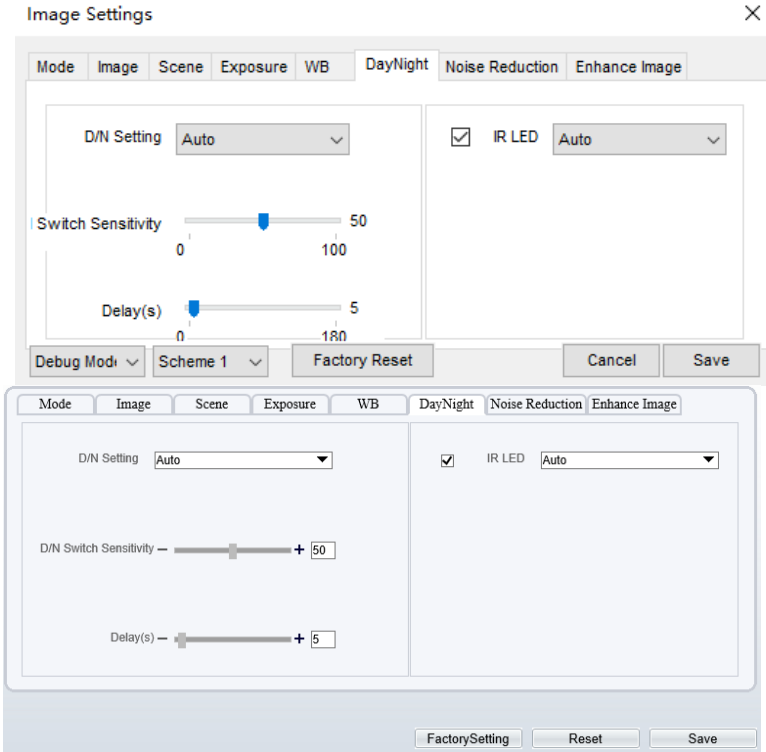 Image Settings
Mode Image Scene Exposure WB DayNight Noise Reduction Enhance Image
D/N Setting Auto IR LED Auto
Switch Sensitivity 50
0 100
Delay(s) 5
0 180
Debug Mode Scheme 1 Factory Reset Cancel Save
Mode Image Scene Exposure WB DayNight Noise Reduction Enhance Image
D/N Setting Auto IR LED Auto
D/N Switch Sensitivity 50
Delay(s) 5
FactorySetting Reset Save